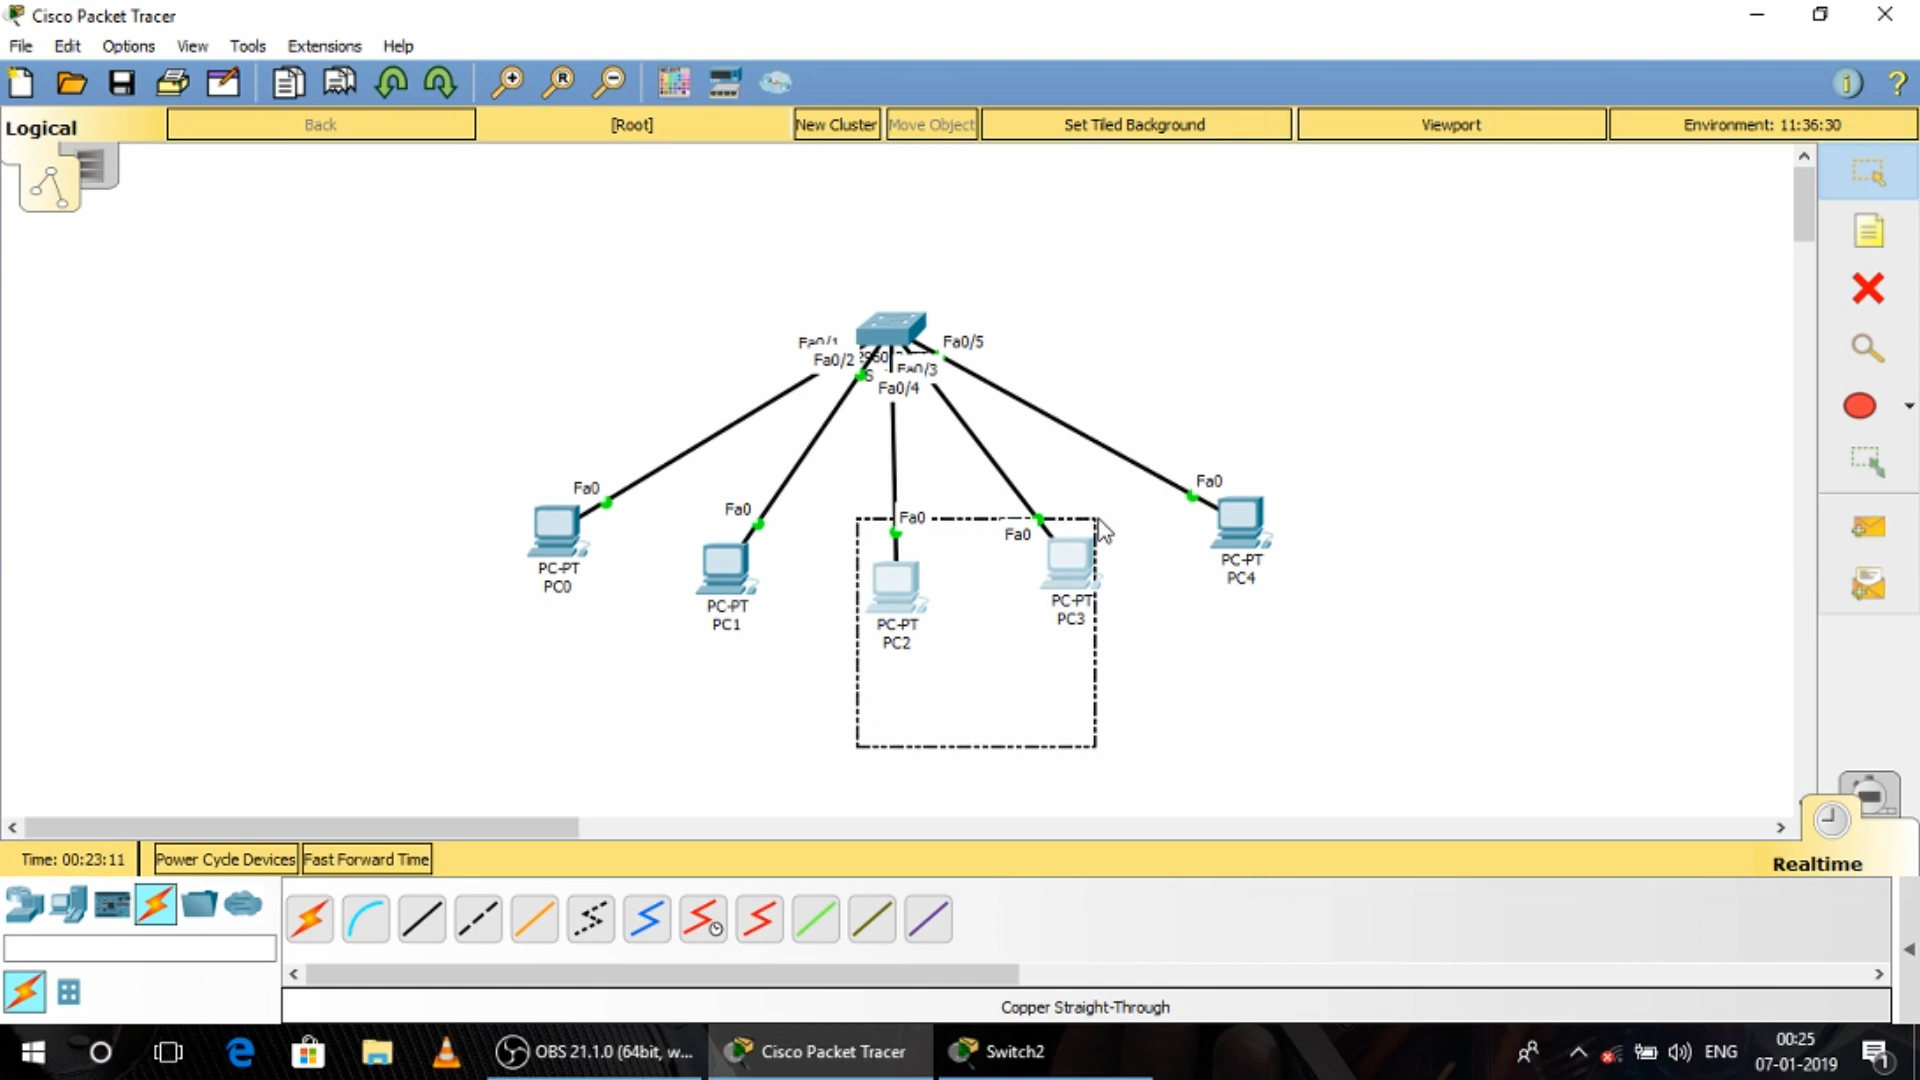 Cisco Packet Tracer
File Edit Options View Tools Extensions Help
Logical
Back
[Root]
New Cluster
Move Object
Set Tiled Background
Viewport
Environment: 11:36:30
Fa0/1
Fa0/5
Fa0/2
Fa0/3
Fa0/4
Fa0
Fa0
Fa0
Fa0
Fa0
PC-PT
PC0
PC-PT
PC1
PC-PT
PC2
PC-PT
PC3
PC-PT
PC4
Time: 00:23:11
Power Cycle Devices
Fast Forward Time
Realtime
Copper Straight-Through
OBS 21.1.0 (64bit, w...
Cisco Packet Tracer
Switch2
ENG
00:25
07-01-2019
1